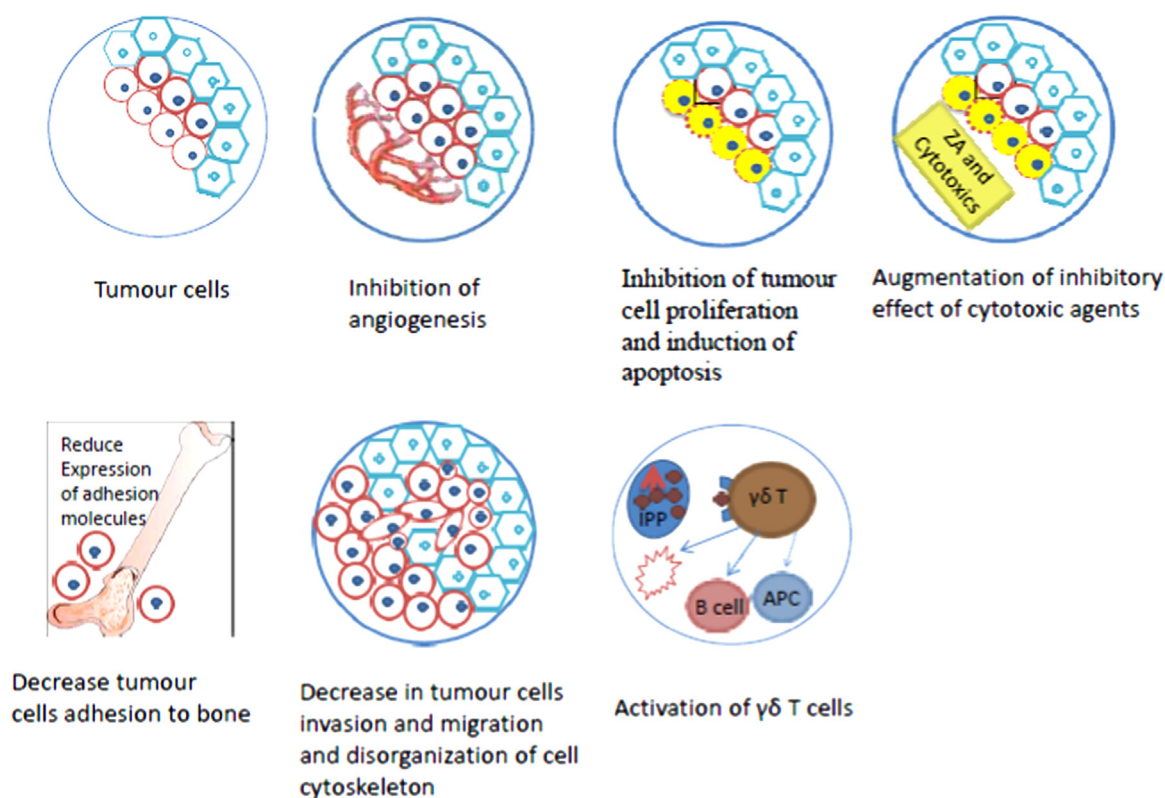 ZA and
Cytotoxics
Tumour cells
Inhibition of
angiogenesis
Inhibition of tumour
cell proliferation
and induction of
apoptosis
Augmentation of inhibitory
effect of cytotoxic agents
Reduce
Expression
of adhesion
molecules
IPP
γδ T
B cell
APC
Decrease tumour
cells adhesion to bone
Decrease in tumour cells
invasion and migration
and disorganization of cell
cytoskeleton
Activation of γδ T cells